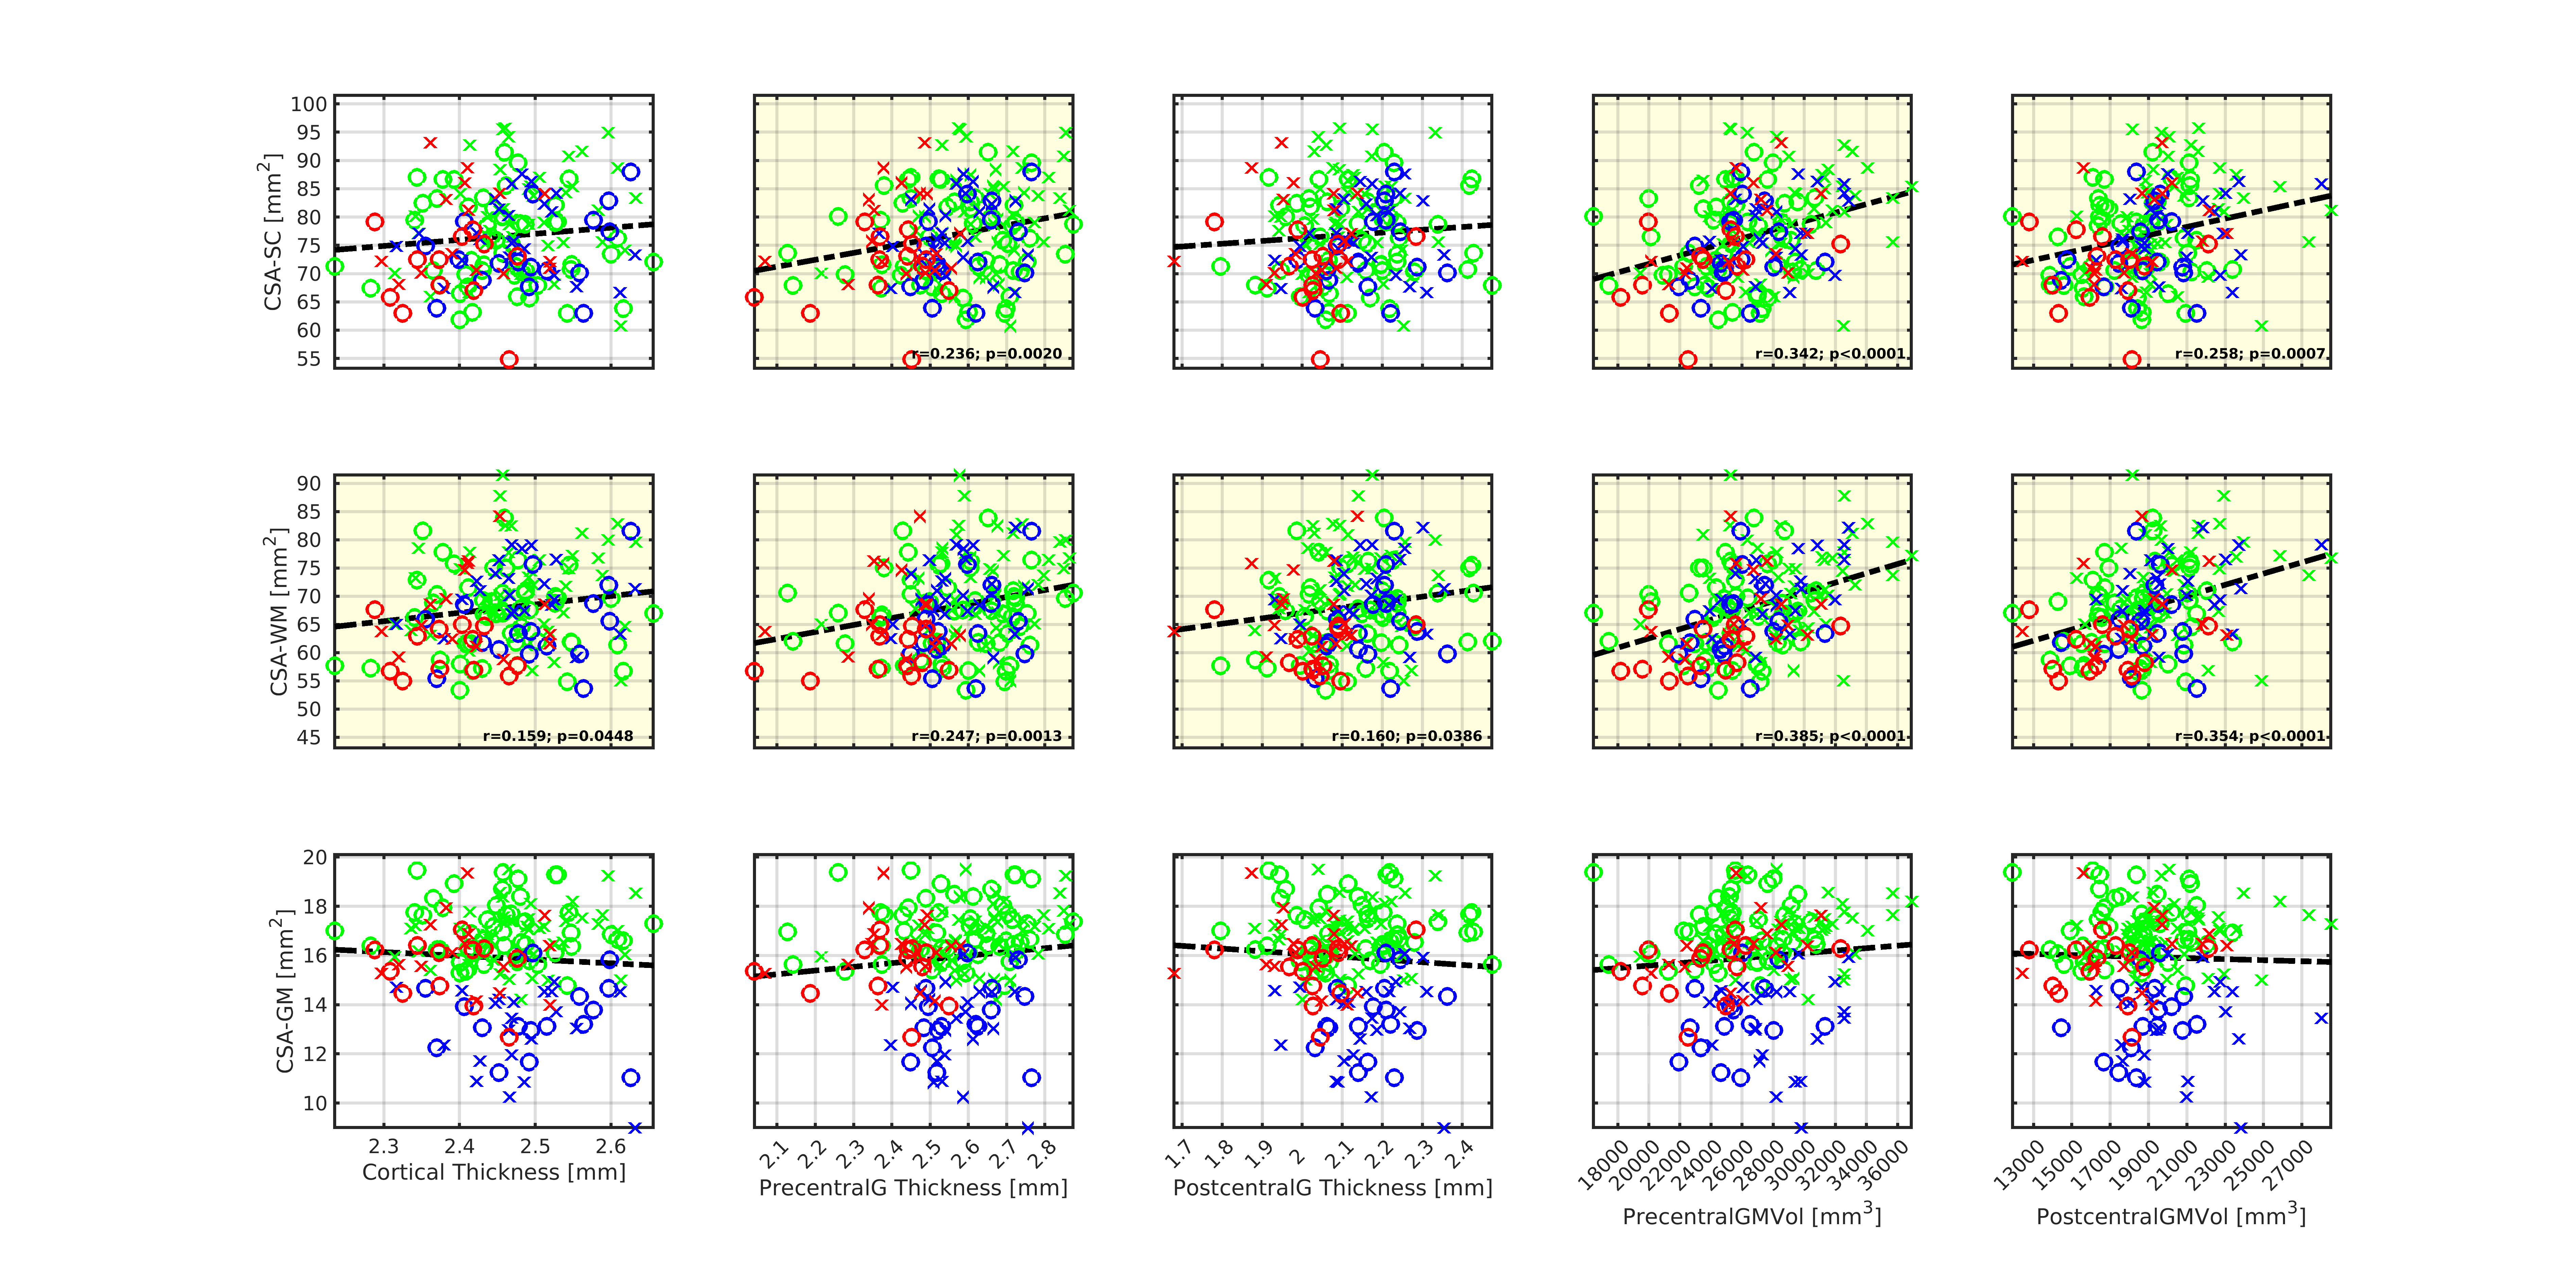 CSA-SC [mm2]
100
95
90
85
80
75
70
65
60
55
r=0.236; p=0.0020
r=0.342; p<0.0001
r=0.258; p=0.0007
CSA-WM [mm2]
90
85
80
75
70
65
60
55
50
45
r=0.159; p=0.0448
r=0.247; p=0.0013
r=0.160; p=0.0386
r=0.385; p<0.0001
r=0.354; p<0.0001
CSA-GM [mm2]
20
18
16
14
12
10
2.3 2.4 2.5 2.6
Cortical Thickness [mm]
2.1 2.2 2.3 2.4 2.5 2.6 2.7 2.8
PrecentralG Thickness [mm]
1.7 1.8 1.9 2 2.1 2.2 2.3 2.4
PostcentralG Thickness [mm]
18000 20000 22000 24000 26000 28000 30000 32000 34000 36000
PrecentralGMVol [mm3]
13000 15000 17000 19000 21000 23000 25000 27000
PostcentralGMVol [mm3]